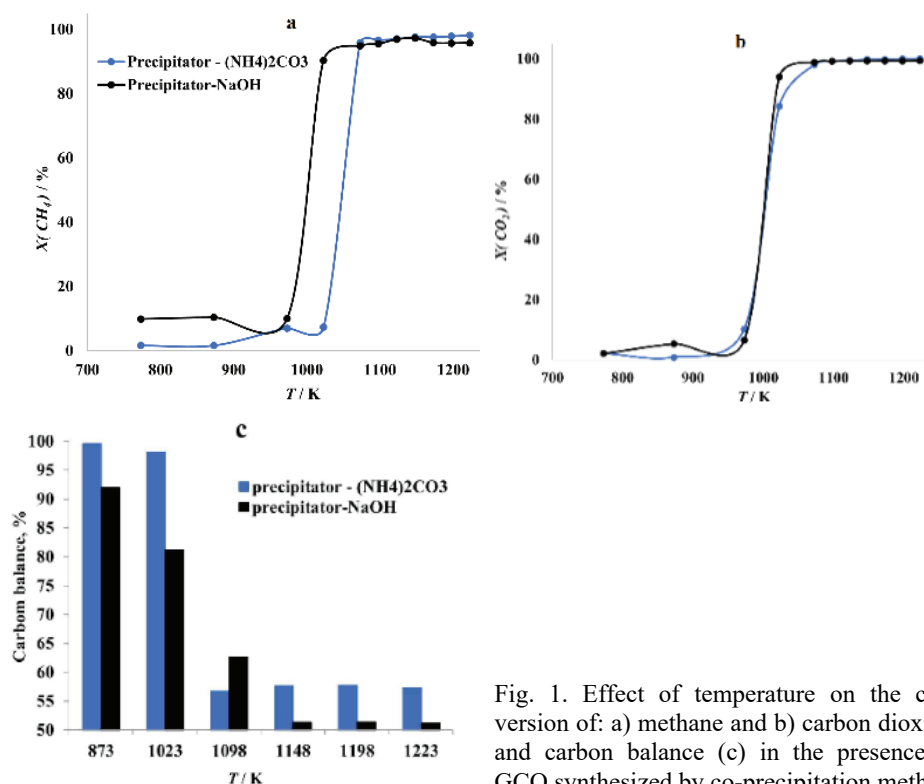 a
100
80
60
40
20
0
Precipitator - (NH4)2CO3
Precipitator-NaOH
X(CH4) / %
700 800 900 1000 1100 1200
T / K
b
100
80
60
40
20
0
X(CO2) / %
700 800 900 1000 1100 1200
T / K
c
100
95
90
85
80
75
70
65
60
55
50
precipitator - (NH4)2CO3
precipitator-NaOH
Carbom balance, %
873 1023 1098 1148 1198 1223
T / K
Fig. 1. Effect of temperature on the c
version of: a) methane and b) carbon diox
and carbon balance (c) in the presence
GCO synthesized by co-precipitation meth